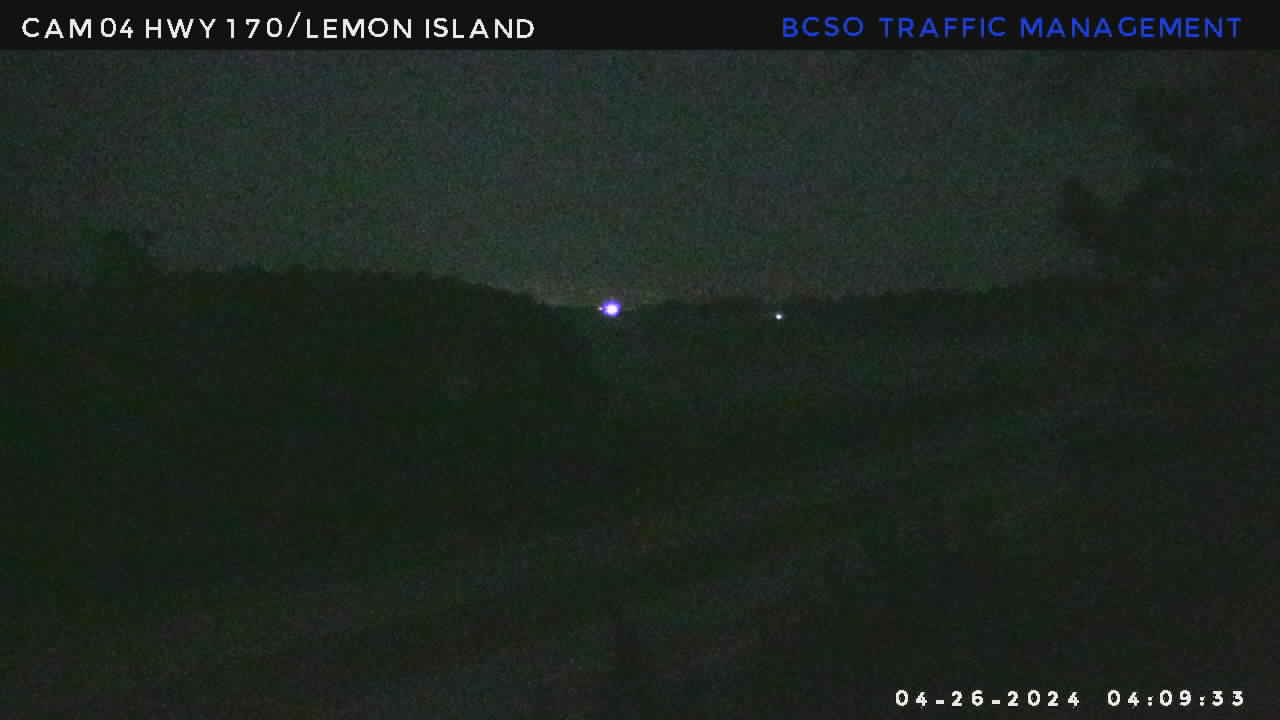 CAM04 HWY 170/LEMON ISLAND
BCSO TRAFFIC MANAGEMENT
04-26-2024 04:09:33